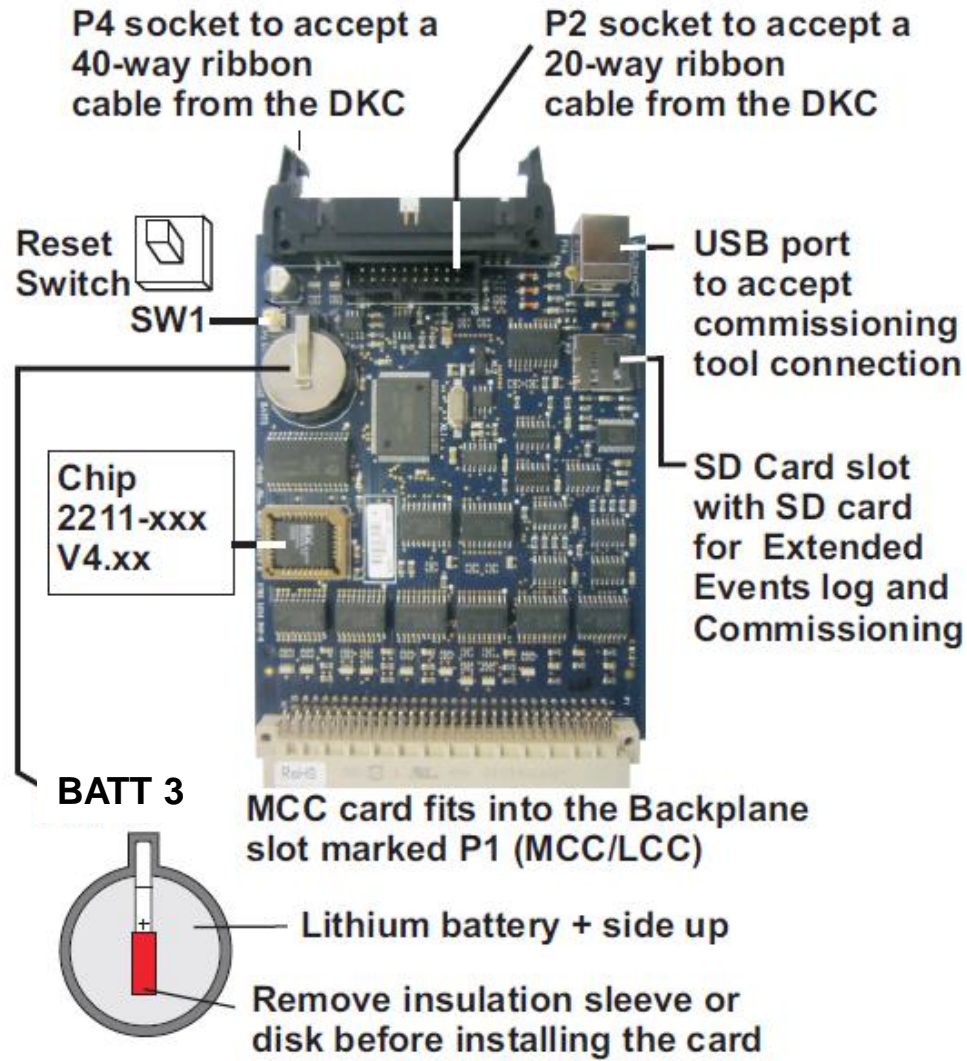 P4 socket to accept a
40-way ribbon
cable from the DKC
P2 socket to accept a
20-way ribbon
cable from the DKC
Reset
Switch
SW1
USB port
to accept
commissioning
tool connection
SD Card slot
with SD card
for Extended
Events log and
Commissioning
Chip
2211-xxx
V4.xx
RoHS
BATT 3
MCC card fits into the Backplane
slot marked P1 (MCC/LCC)
+
Lithium battery + side up
Remove insulation sleeve or
disk before installing the card